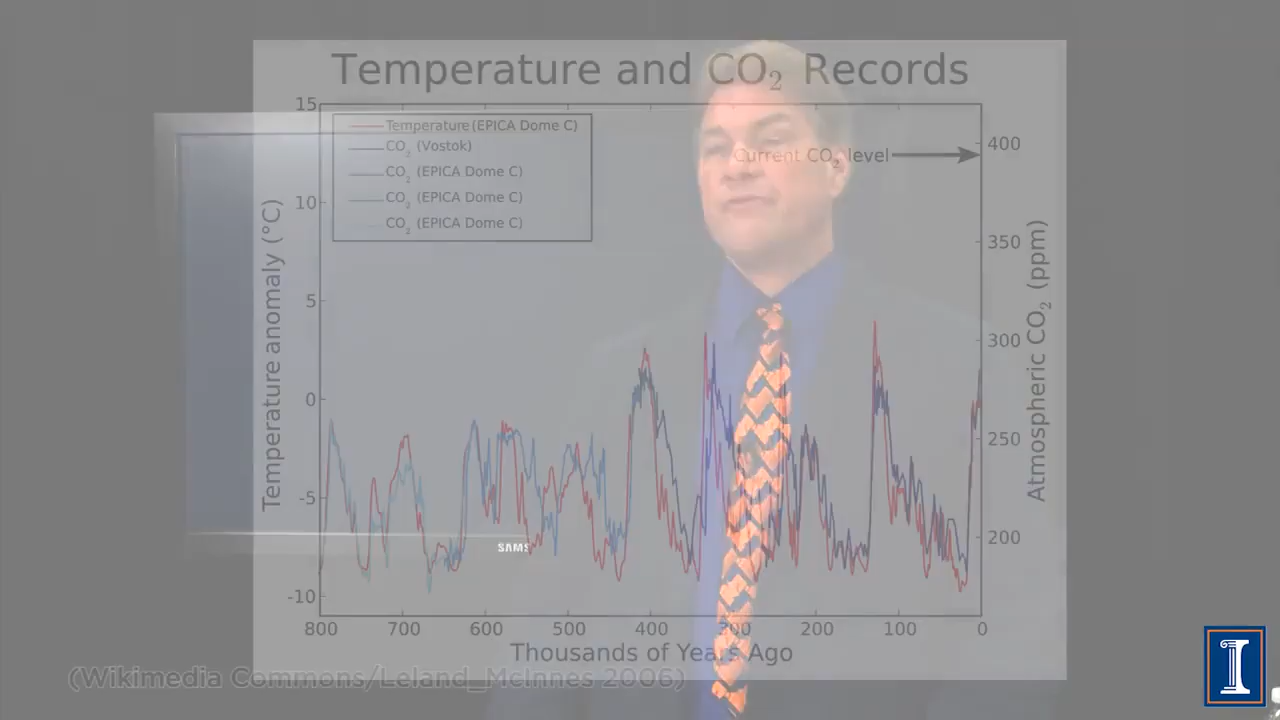 Temperature and CO₂ Records
15
10
5
0
-5
-10
Temperature anomaly (°C)
Temperature (EPICA Dome C)
CO₂ (Vostok)
CO₂ (EPICA Dome C)
CO₂ (EPICA Dome C)
CO₂ (EPICA Dome C)
Current CO₂ level
400
350
300
250
200
Atmospheric CO₂ (ppm)
SAMS
800 700 600 500 400 300 200 100 0
Thousands of Years Ago
(Wikimedia Commons/Leland_McInnes 2006)
I